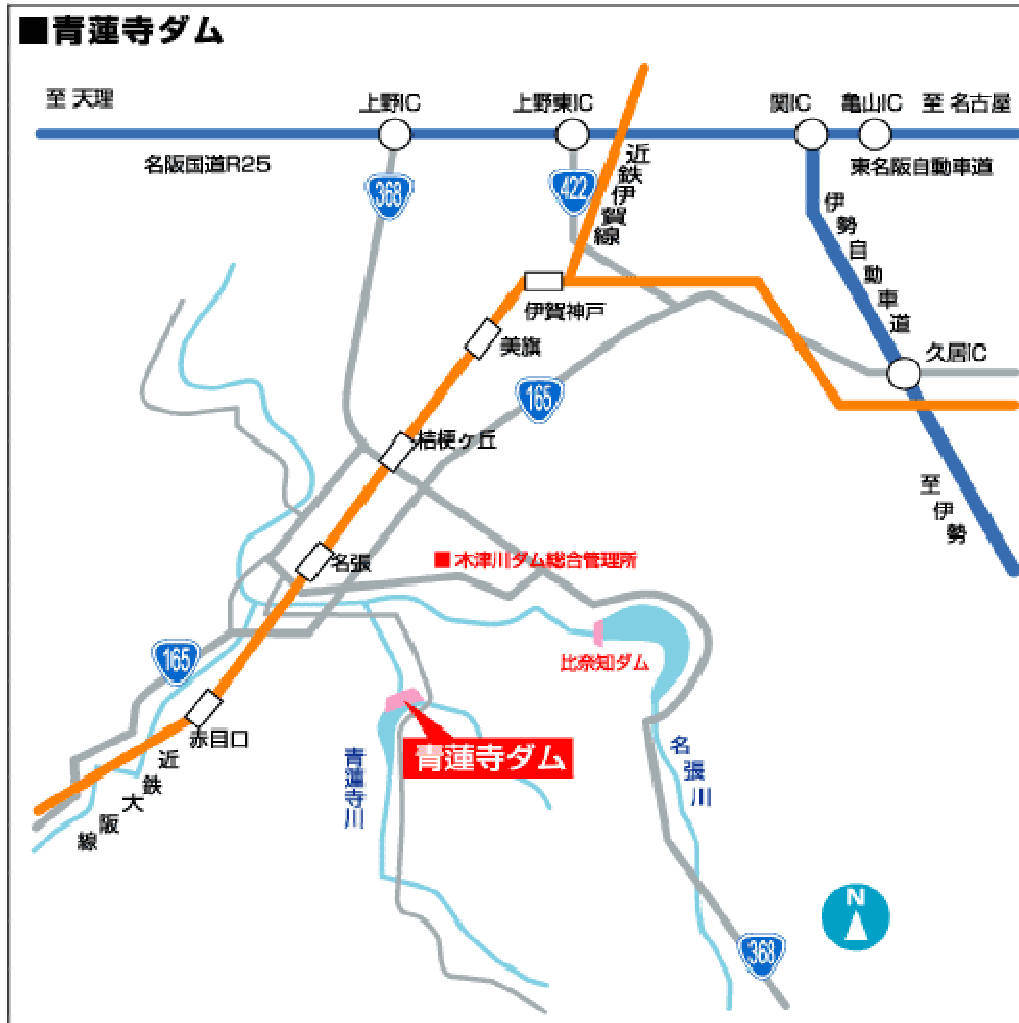 ■青蓮寺ダム
至 天理
上野IC
上野東IC
関IC
亀山IC
至 名古屋
名阪国道R25
東名阪自動車道
368
422
近鉄伊賀線
伊勢自動車道
伊賀神戸
美旗
久居IC
165
桔梗ヶ丘
至伊勢
名張
■ 木津川ダム総合管理所
165
比奈知ダム
赤目口
青蓮寺ダム
青蓮寺川
名張川
近鉄大阪線
N
368